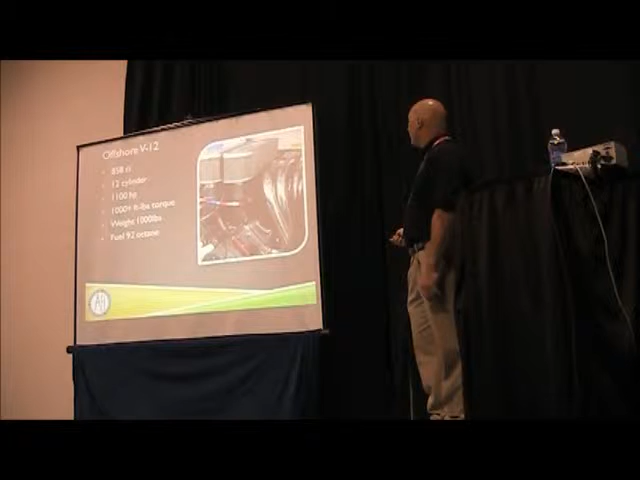 Offshore V-12
858 ci
12 cylinder
1100 hp
1000+ ft-lbs torque
Weight 1000lbs
Fuel 92 octane